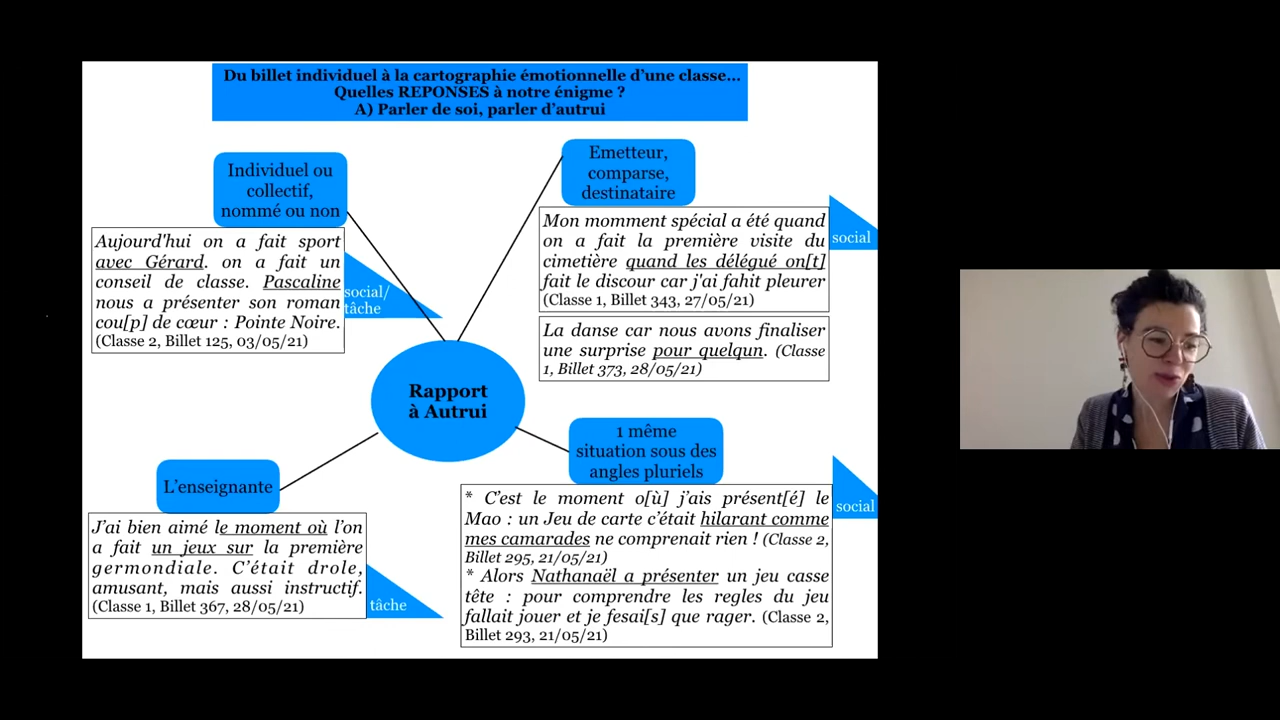 Du billet individuel à la cartographie émotionnelle d'une classe...
Quelles REPONSES à notre énigme ?
A) Parler de soi, parler d'autrui
Individuel ou
collectif,
nommé ou non
Aujourd'hui on a fait sport
avec Gérard. on a fait un
conseil de classe. Pascaline
nous a présenter son roman
cou[p] de cœur : Pointe Noire.
(Classe 2, Billet 125, 03/05/21)
social/
tâche
Emetteur,
comparse,
destinataire
Mon momment spécial a été quand
on a fait la première visite du
cimetière quand les délégué on[t]
fait le discour car j'ai fahit pleurer
(Classe 1, Billet 343, 27/05/21)
social
La danse car nous avons finaliser
une surprise pour quelqun. (Classe
1, Billet 373, 28/05/21)
Rapport
à Autrui
L'enseignante
J'ai bien aimé le moment où l'on
a fait un jeux sur la première
germondiale. C'était drole,
amusant, mais aussi instructif.
(Classe 1, Billet 367, 28/05/21)
tâche
1 même
situation sous des
angles pluriels
* C'est le moment o[ù] j'ais présent[é] le
Mao : un Jeu de carte c'était hilarant comme
mes camarades ne comprenait rien ! (Classe 2,
Billet 295, 21/05/21)
* Alors Nathanaël a présenter un jeu casse
tête : pour comprendre les regles du jeu
fallait jouer et je fesai[s] que rager. (Classe 2,
Billet 293, 21/05/21)
social